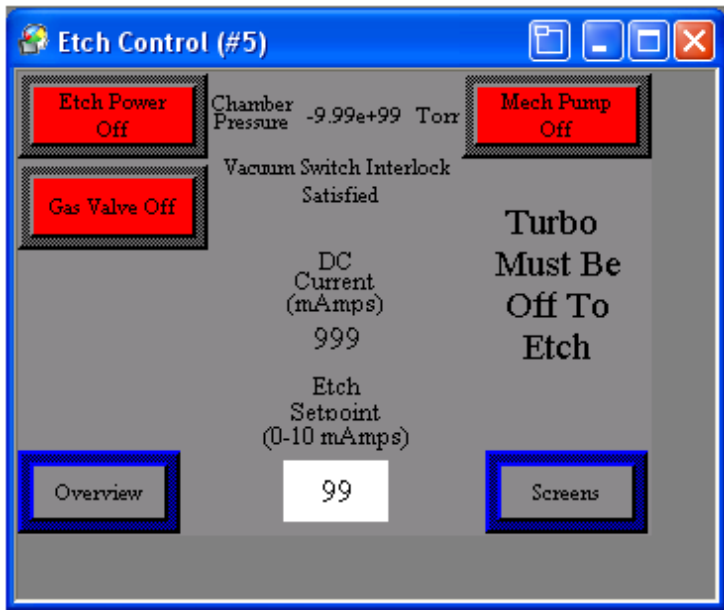 Etch Control (#5)
Etch Power
Off
Chamber
Pressure -9.99e+99 Torr
Mech Pump
Off
Gas Valve Off
Vacuum Switch Interlock
Satisfied
Turbo
Must Be
Off To
Etch
DC
Current
(mAmps)
999
Etch
Setpoint
(0-10 mAmps)
99
Overview
Screens